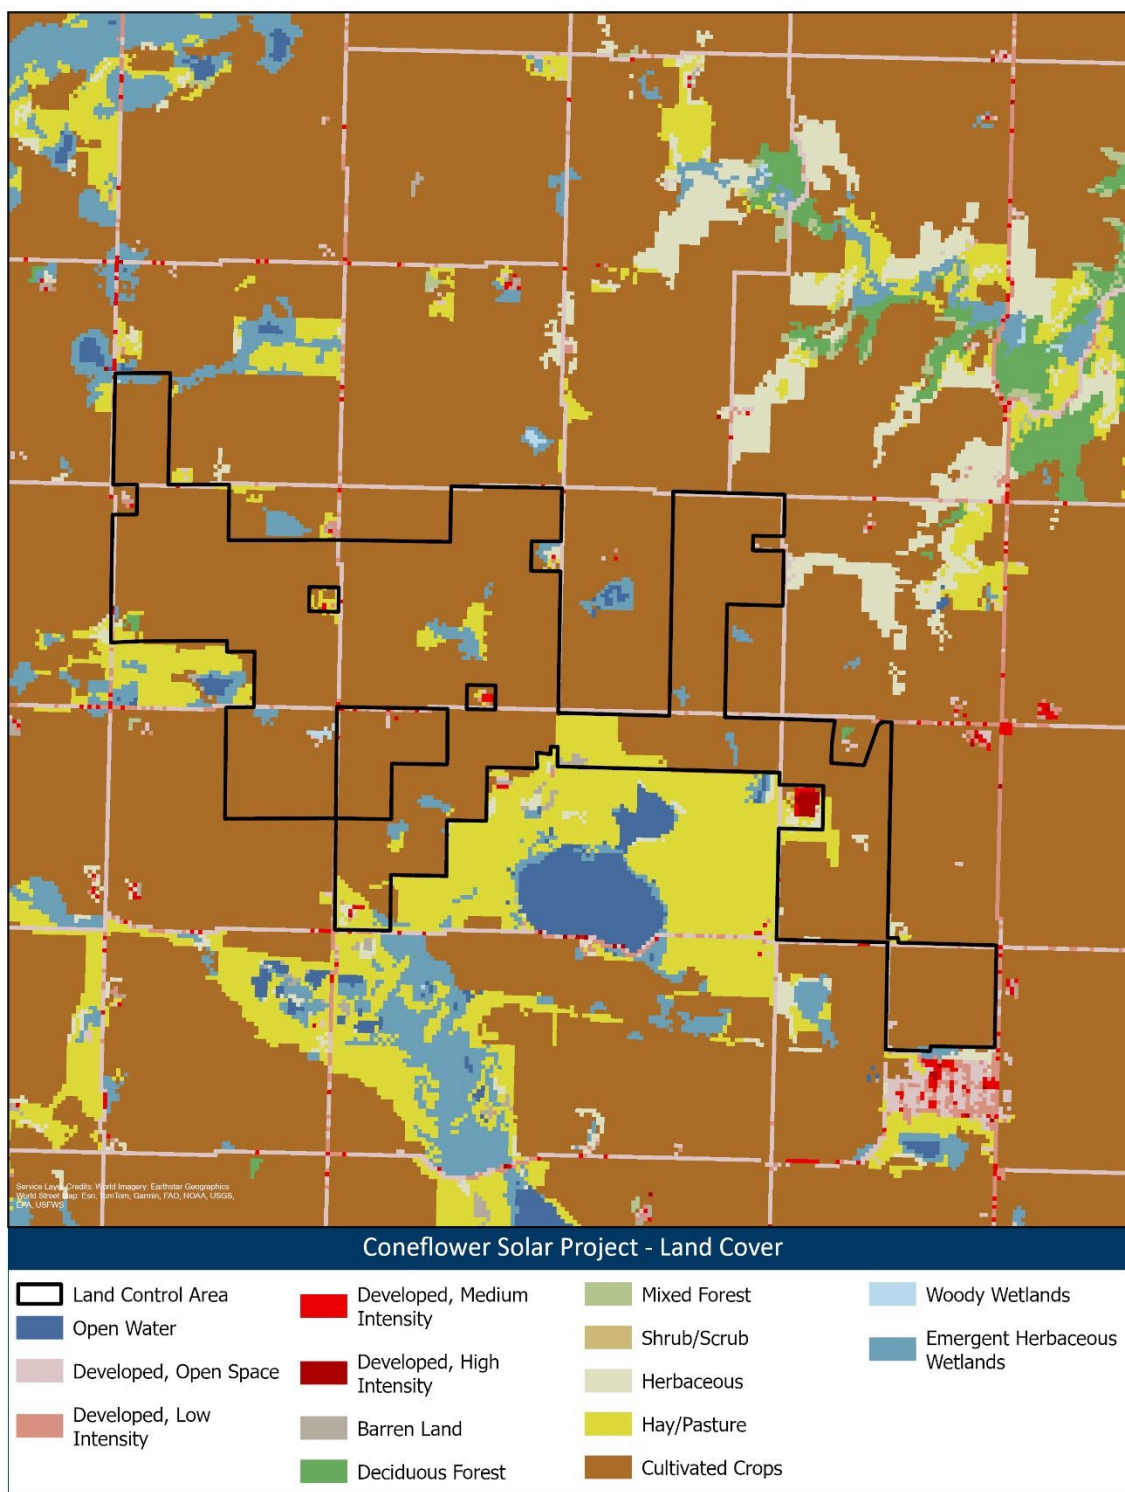 Service Layer Credits: World Imagery: Earthstar Geographics
World Street Map: Esri, TomTom, Garmin, FAO, NOAA, USGS,
EPA, USFWS
Coneflower Solar Project - Land Cover
Land Control Area
Open Water
Developed, Open Space
Developed, Low
Intensity
Developed, Medium
Intensity
Developed, High
Intensity
Barren Land
Deciduous Forest
Mixed Forest
Shrub/Scrub
Herbaceous
Hay/Pasture
Cultivated Crops
Woody Wetlands
Emergent Herbaceous
Wetlands